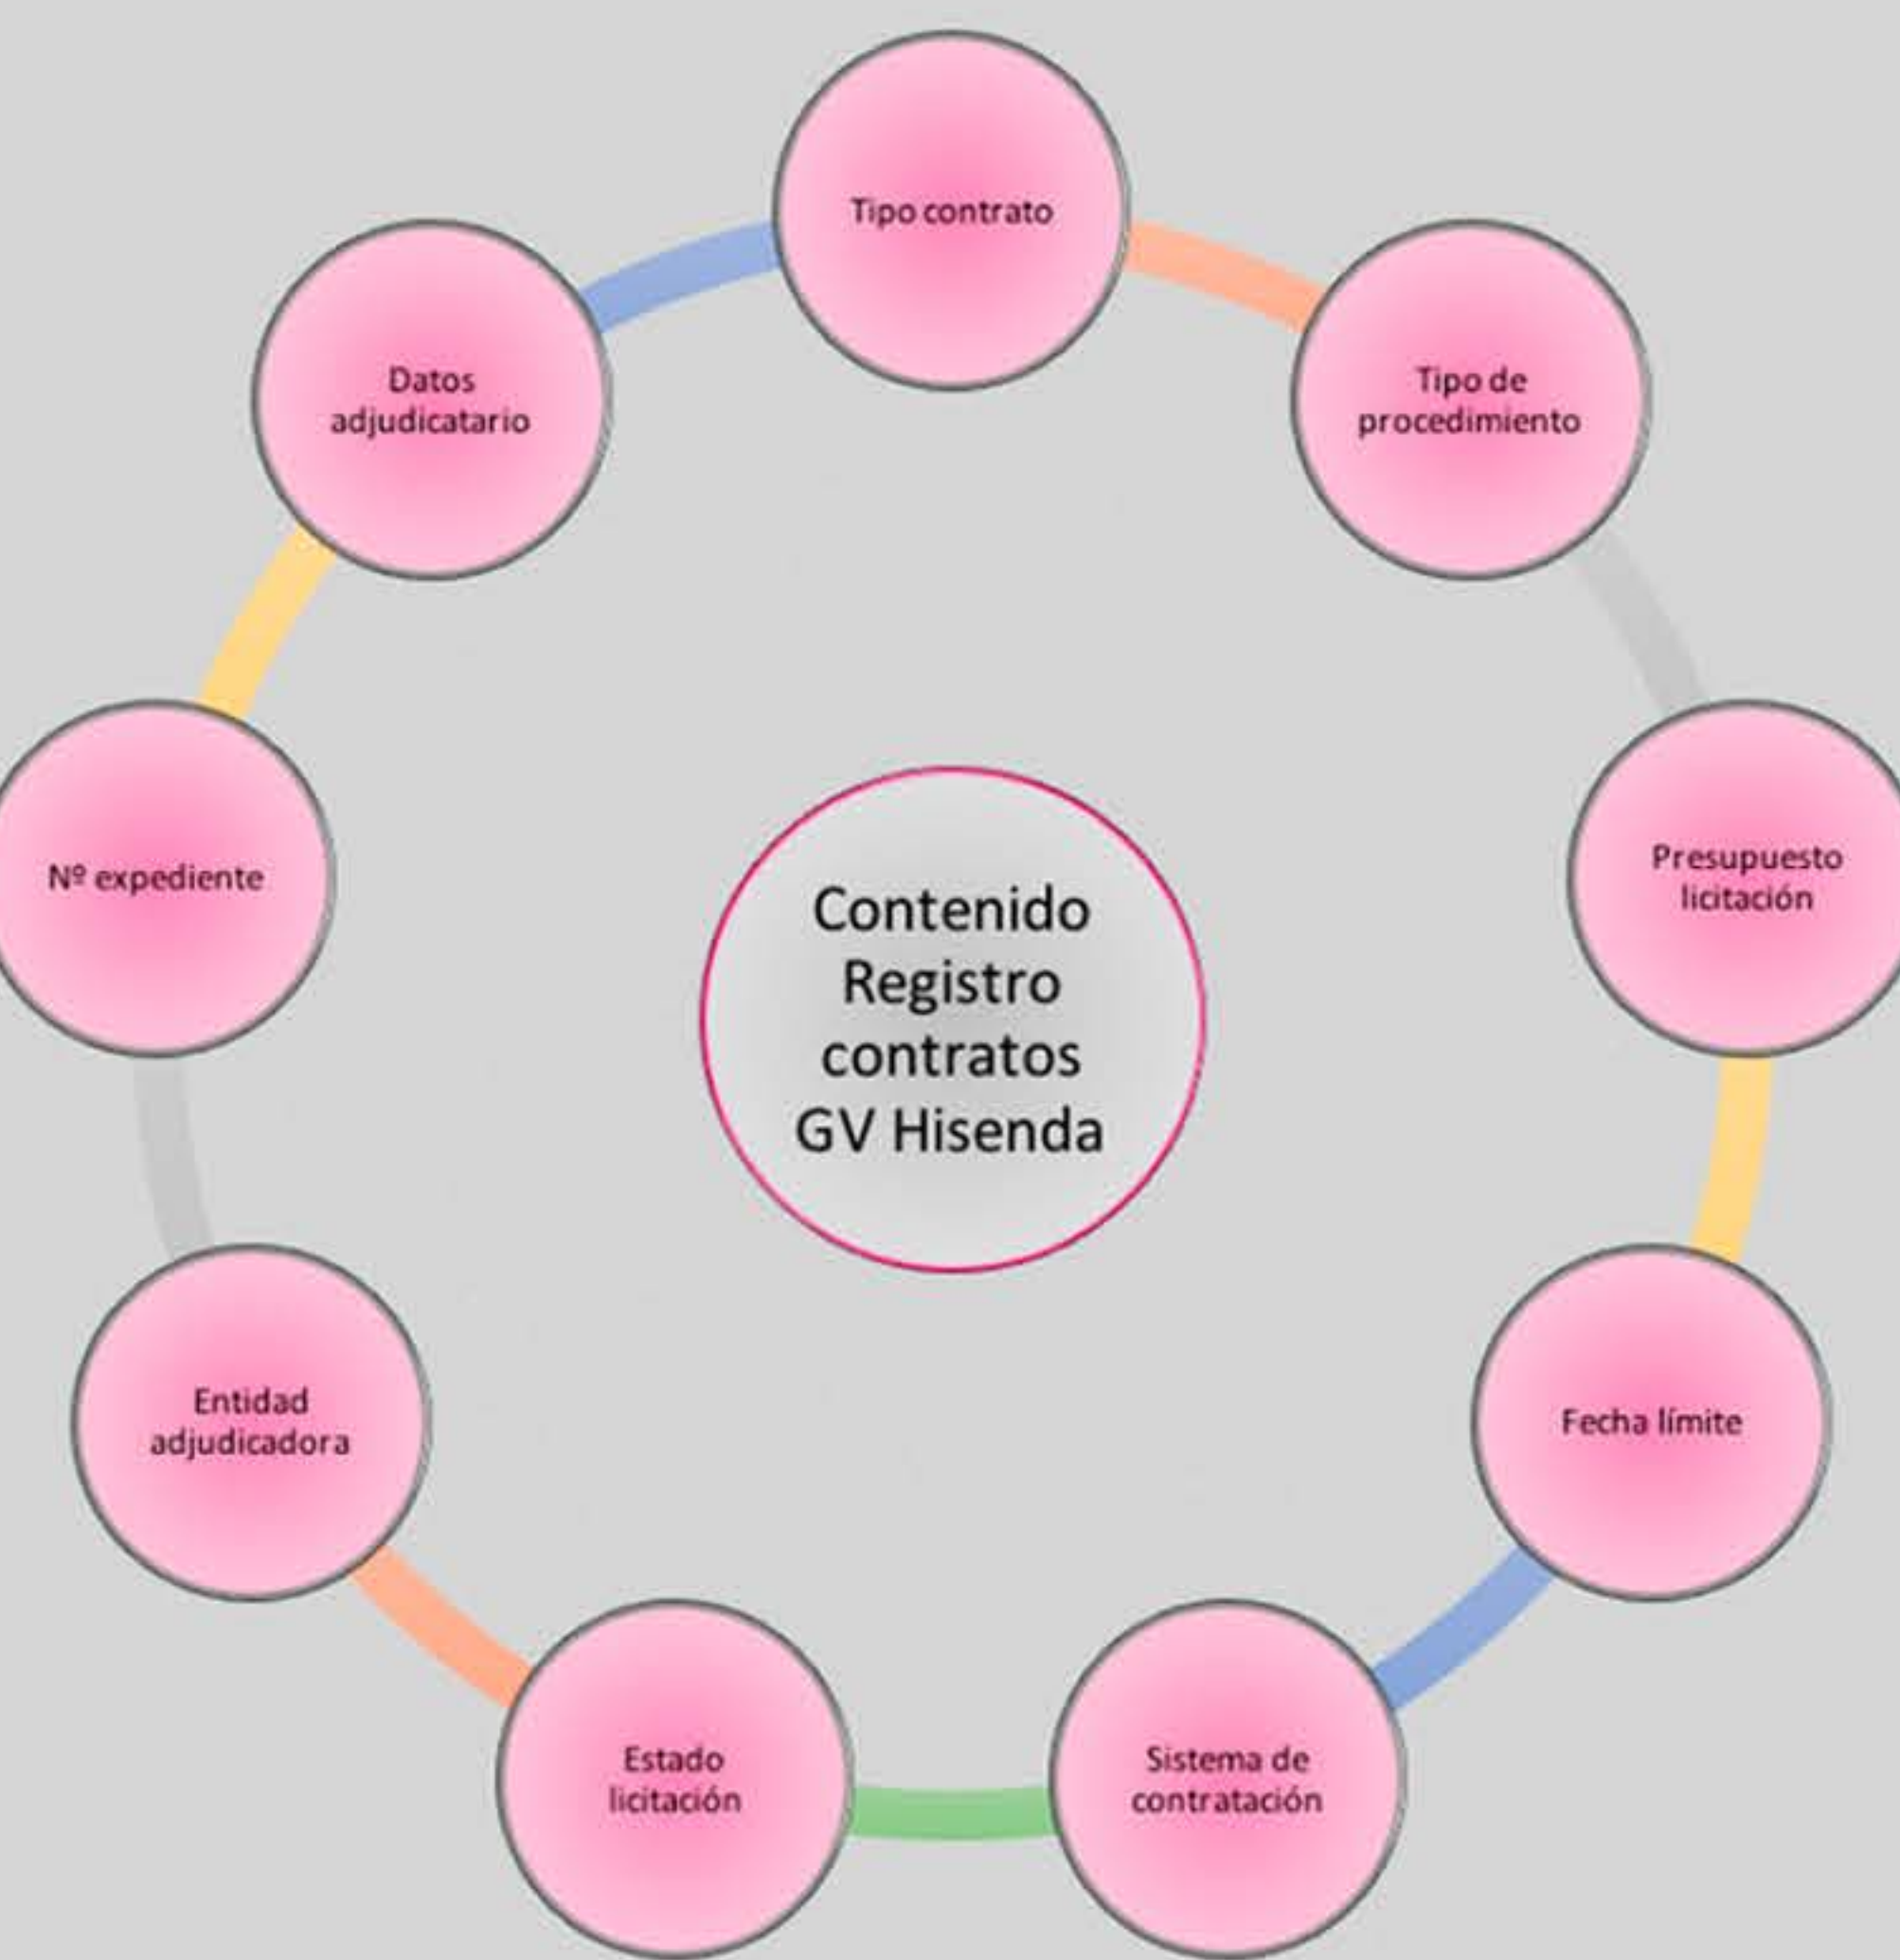 Tipo contrato
Tipo de
procedimiento
Presupuesto
licitación
Fecha límite
Sistema de
contratación
Estado
licitación
Entidad
adjudicadora
Nº expediente
Datos
adjudicatario
Contenido
Registro
contratos
GV Hisenda